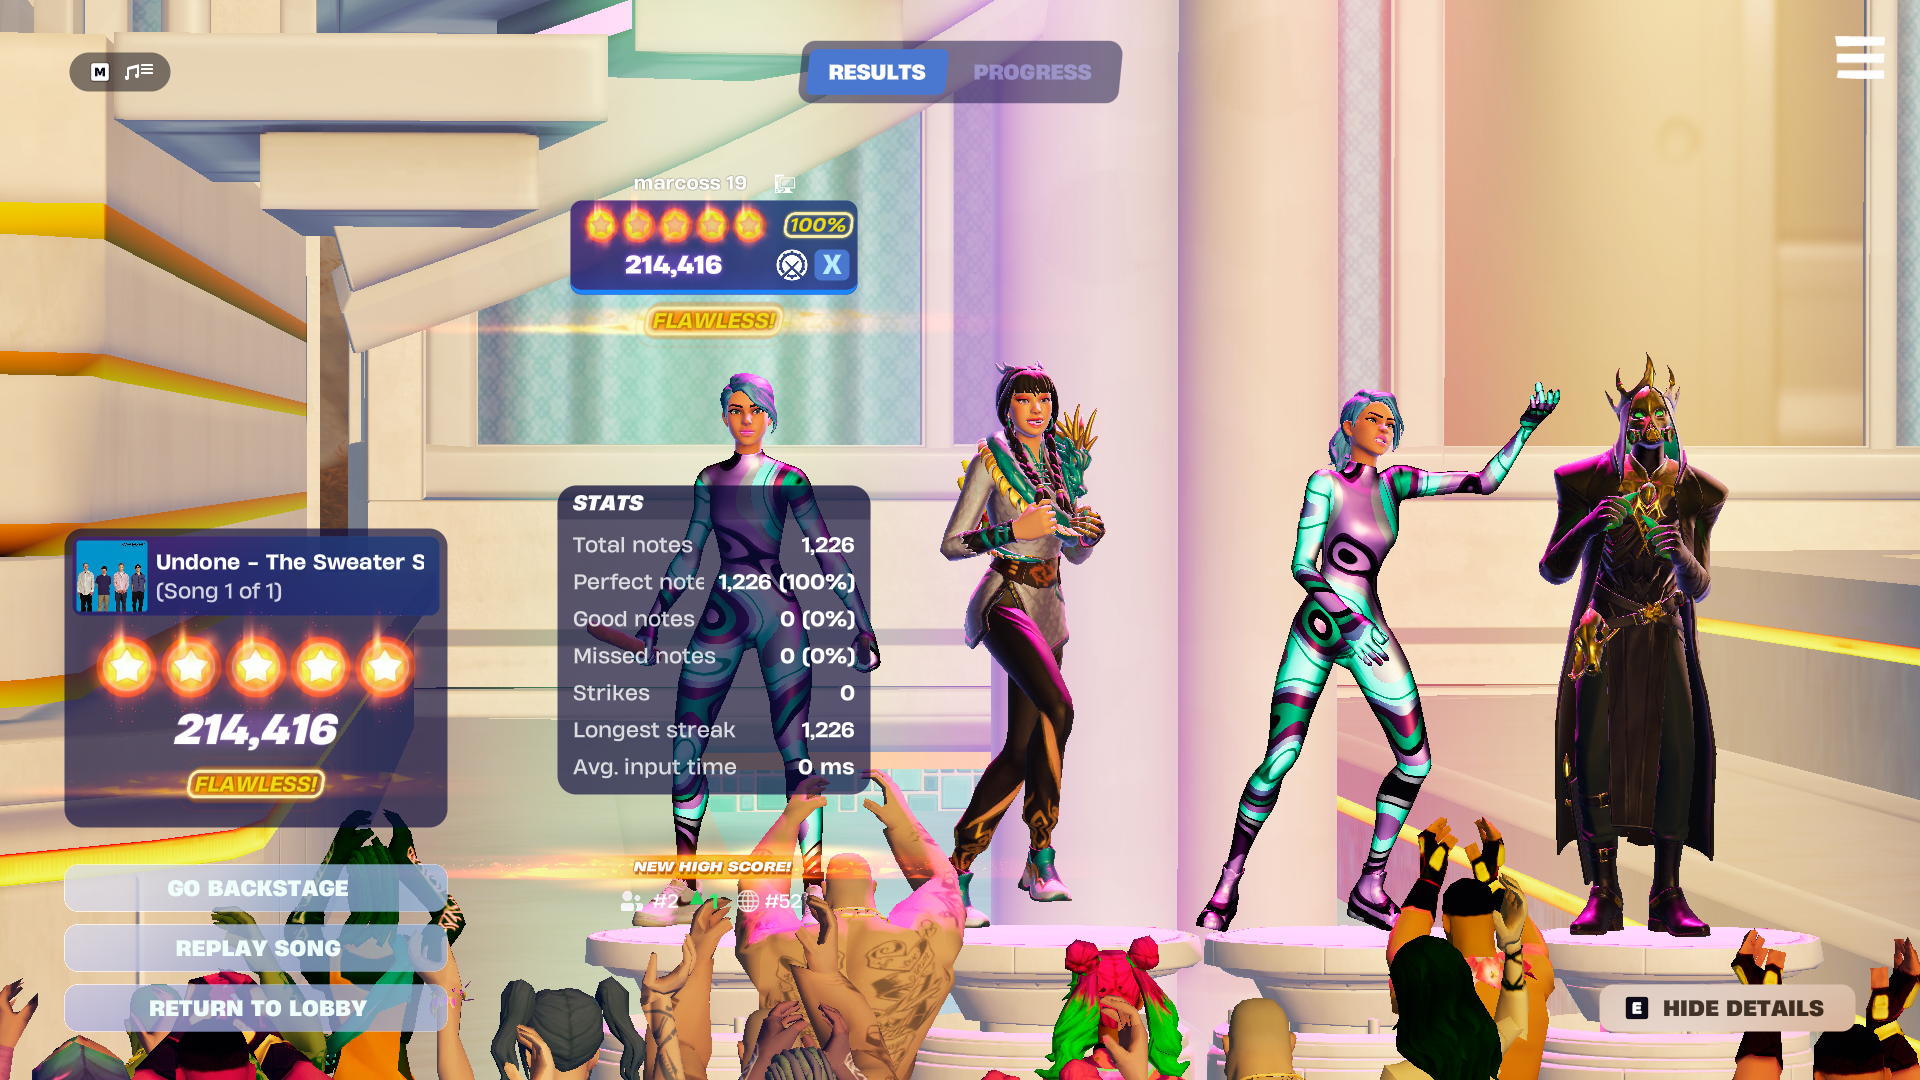 M
RESULTS
PROGRESS
marcoss 19
100%
214,416
X
FLAWLESS!
STATS
Total notes 1,226
Perfect note 1,226 (100%)
Good notes 0 (0%)
Missed notes 0 (0%)
Strikes 0
Longest streak 1,226
Avg. input time 0 ms
NEW HIGH SCORE!
#2 1 #52
weezer
Undone - The Sweater S
(Song 1 of 1)
214,416
FLAWLESS!
GO BACKSTAGE
REPLAY SONG
RETURN TO LOBBY
E HIDE DETAILS